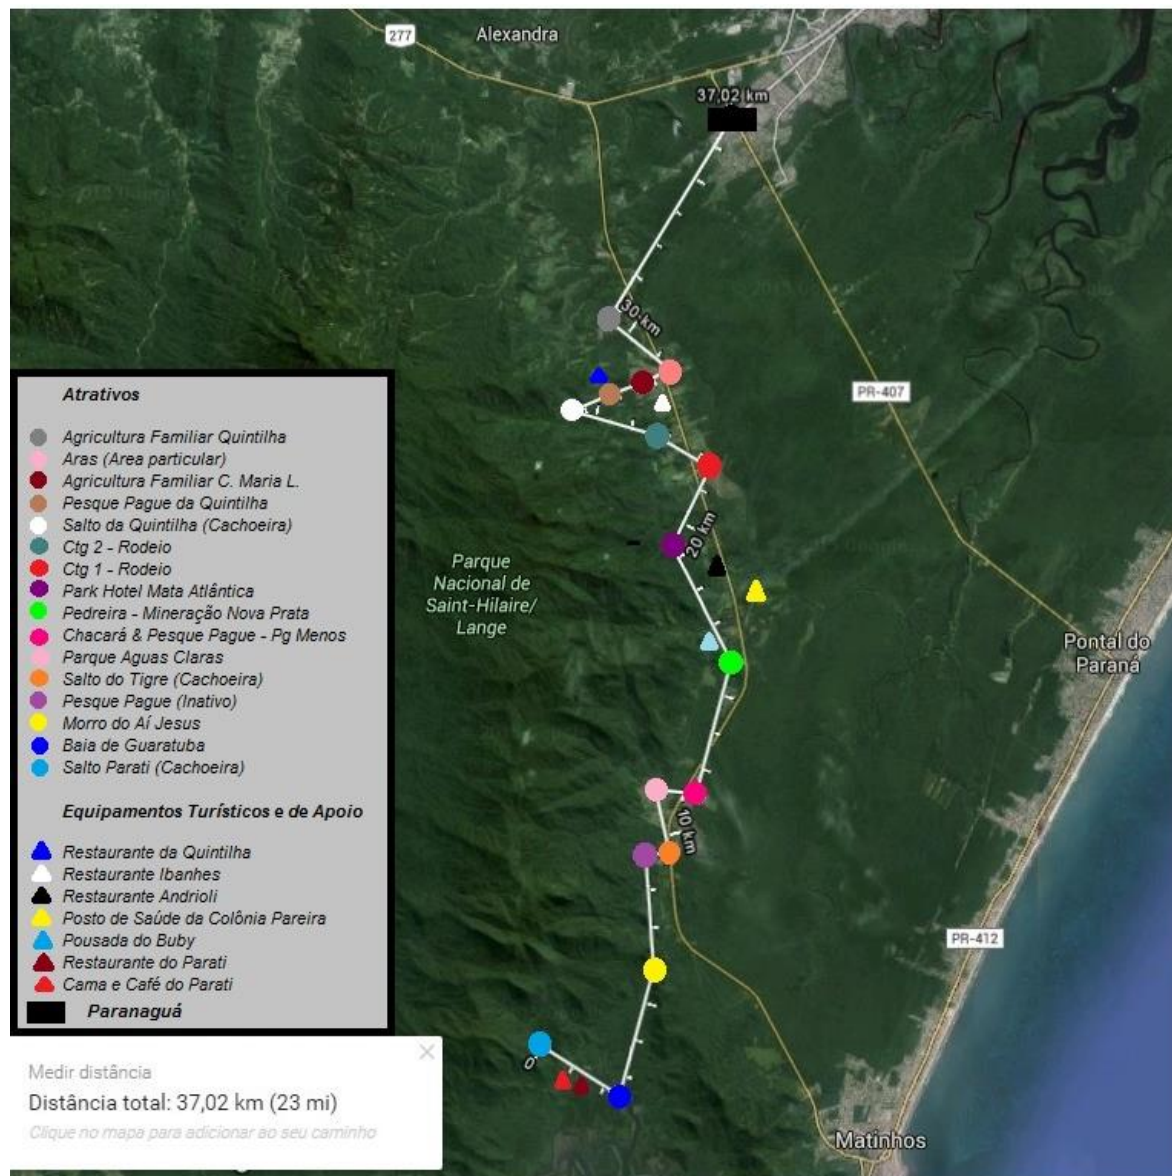 277
Alexandra
37,02 km
30 km
PR-407
20 km
Parque
Nacional de
Saint-Hilaire/
Lange
Pontal do
Paraná
10 km
PR-412
0
Matinhos
Atrativos
Agricultura Familiar Quintilha
Aras (Area particular)
Agricultura Familiar C. Maria L.
Pesque Pague da Quintilha
Salto da Quintilha (Cachoeira)
Ctg 2 - Rodeio
Ctg 1 - Rodeio
Park Hotel Mata Atlântica
Pedreira - Mineração Nova Prata
Chacará & Pesque Pague - Pg Menos
Parque Aguas Claras
Salto do Tigre (Cachoeira)
Pesque Pague (Inativo)
Morro do Aí Jesus
Baia de Guaratuba
Salto Parati (Cachoeira)
Equipamentos Turísticos e de Apoio
Restaurante da Quintilha
Restaurante Ibanhes
Restaurante Andrioli
Posto de Saúde da Colônia Pareira
Pousada do Buby
Restaurante do Parati
Cama e Café do Parati
Paranaguá
Medir distância
Distância total: 37,02 km (23 mi)
Clique no mapa para adicionar ao seu caminho